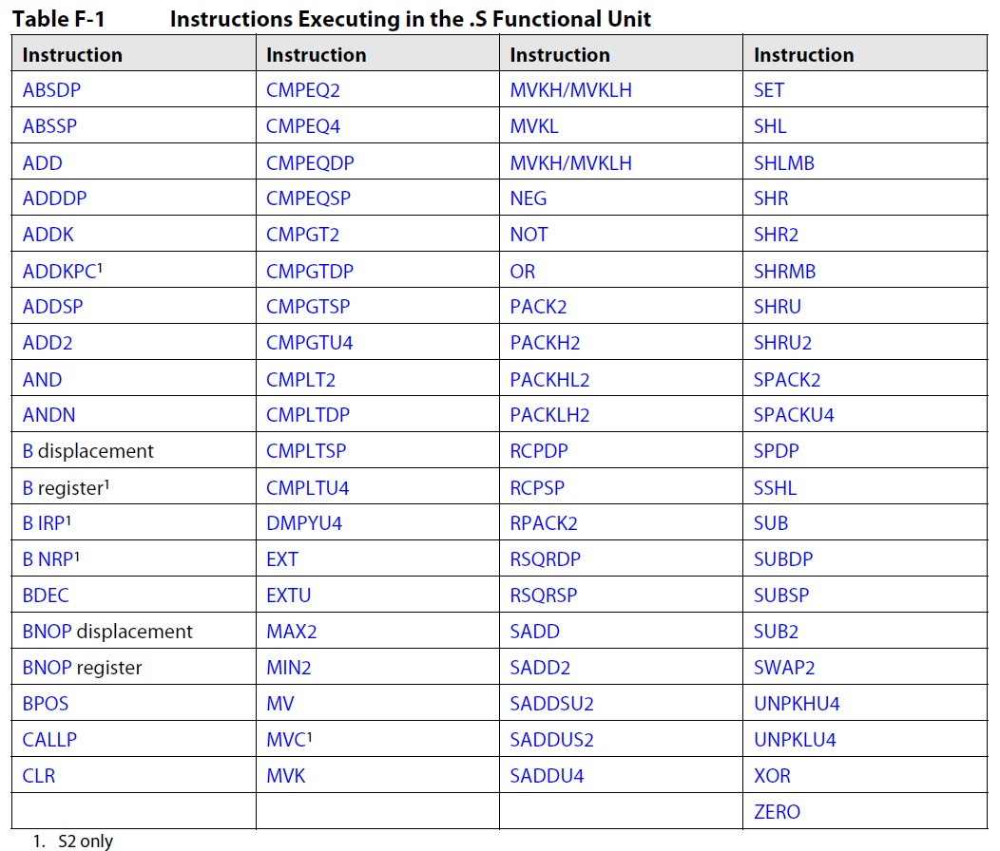 Table F-1 Instructions Executing in the .S Functional Unit
Instruction Instruction Instruction Instruction
ABSDP CMPEQ2 MVKH/MVKLH SET
ABSSP CMPEQ4 MVKL SHL
ADD CMPEQDP MVKH/MVKLH SHLMB
ADDDP CMPEQSP NEG SHR
ADDK CMPGT2 NOT SHR2
ADDKPC¹ CMPGTDP OR SHRMB
ADDSP CMPGTSP PACK2 SHRU
ADD2 CMPGTU4 PACKH2 SHRU2
AND CMPLT2 PACKHL2 SPACK2
ANDN CMPLTDP PACKLH2 SPACKU4
B displacement CMPLTSP RCPDP SPDP
B register¹ CMPLTU4 RCPSP SSHL
B IRP¹ DMPYU4 RPACK2 SUB
B NRP¹ EXT RSQRDP SUBDP
BDEC EXTU RSQRSP SUBSP
BNOP displacement MAX2 SADD SUB2
BNOP register MIN2 SADD2 SWAP2
BPOS MV SADDSU2 UNPKHU4
CALLP MVC¹ SADDUS2 UNPKLU4
CLR MVK SADDU4 XOR
ZERO
1. S2 only